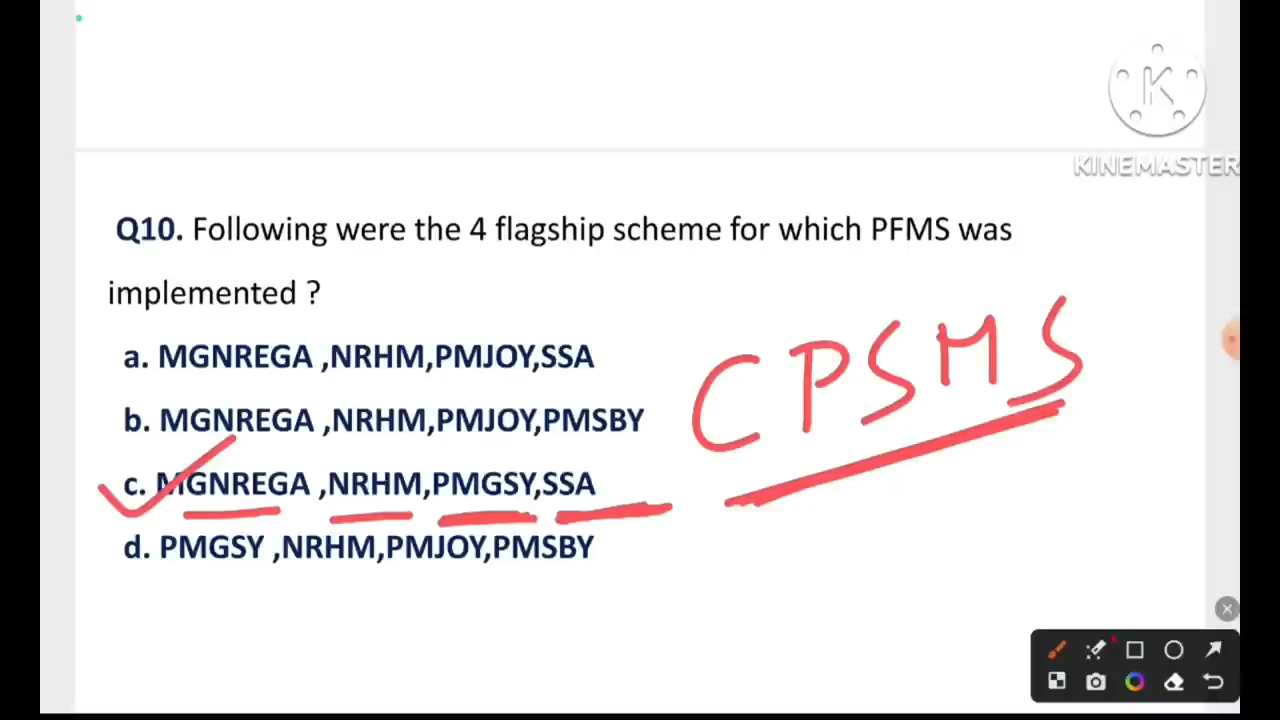 K
KINEMASTER
Q10. Following were the 4 flagship scheme for which PFMS was
implemented ?
a. MGNREGA ,NRHM,PMJOY,SSA
b. MGNREGA ,NRHM,PMJOY,PMSBY
c. MGNREGA ,NRHM,PMGSY,SSA
d. PMGSY ,NRHM,PMJOY,PMSBY
CPSMS